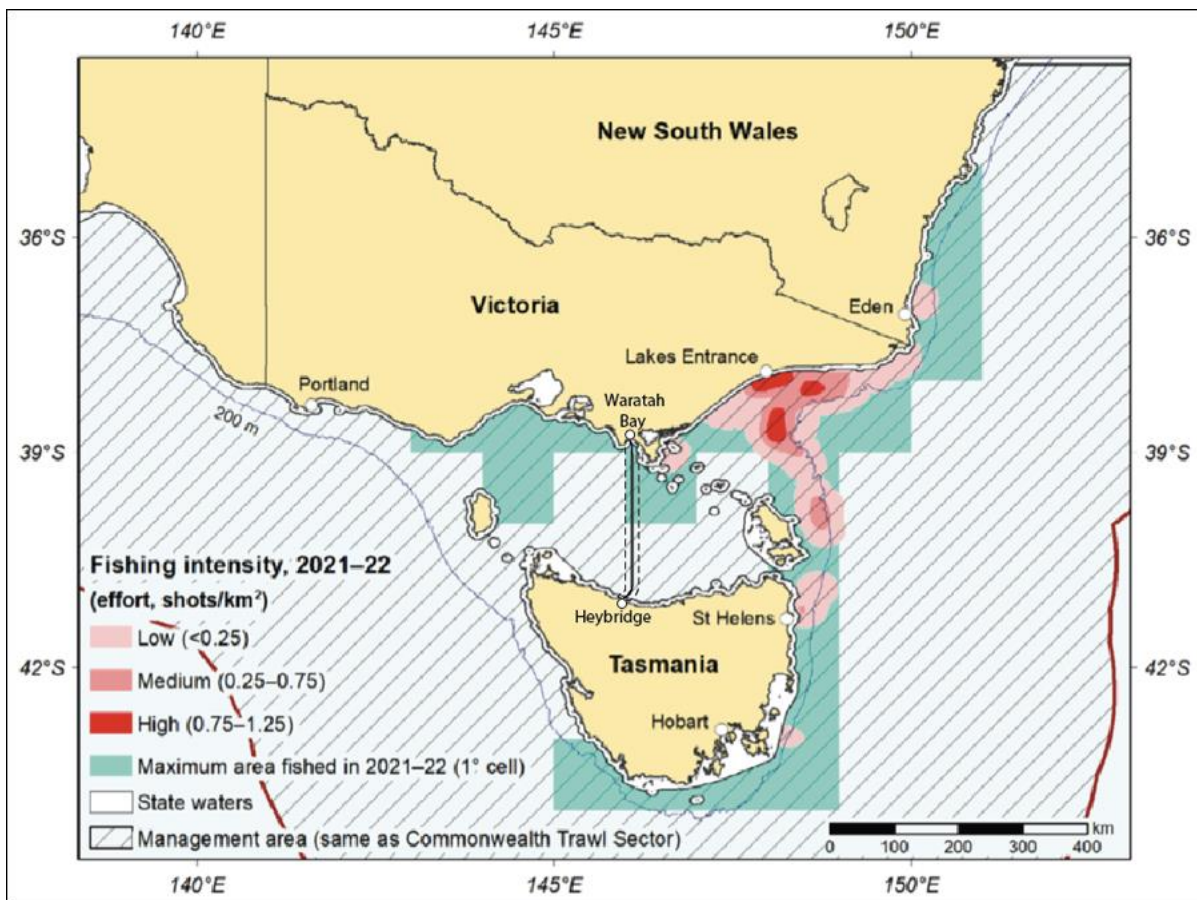 140°E 145°E 150°E
New South Wales
36°S 36°S
Victoria
Eden
Lakes Entrance
Portland
Waratah
Bay
200 m
39°S 39°S
Fishing intensity, 2021–22
(effort, shots/km²)
Heybridge
St Helens
Low (<0.25)
Tasmania
42°S 42°S
Medium (0.25–0.75)
Hobart
High (0.75–1.25)
Maximum area fished in 2021–22 (1° cell)
State waters
Management area (same as Commonwealth Trawl Sector)
km
0 100 200 300 400
140°E 145°E 150°E